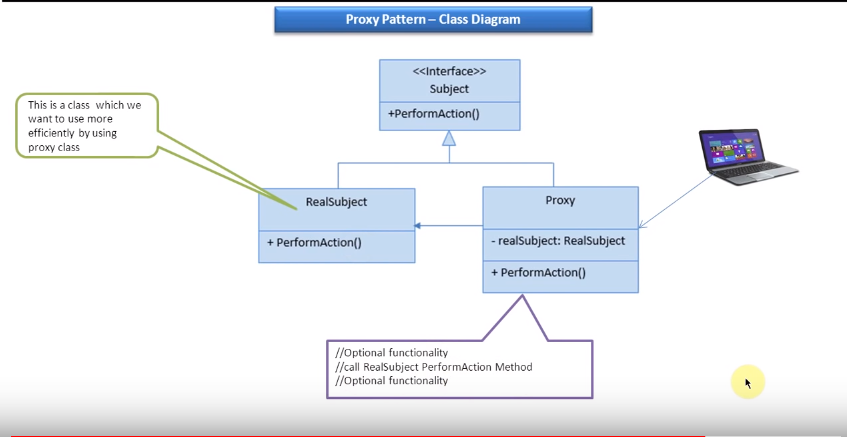 Proxy Pattern – Class Diagram
<<Interface>>
Subject
+PerformAction()
This is a class which we
want to use more
efficiently by using
proxy class
RealSubject
+ PerformAction()
Proxy
- realSubject: RealSubject
+ PerformAction()
//Optional functionality
//call RealSubject PerformAction Method
//Optional functionality